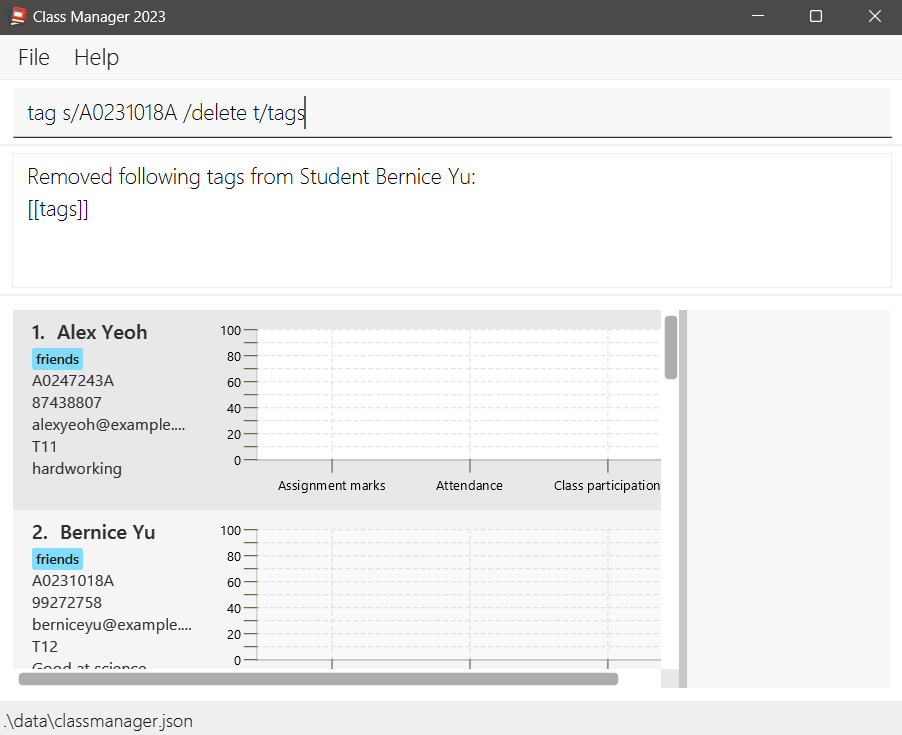 Class Manager 2023
File Help
tag s/A0231018A /delete t/tags
Removed following tags from Student Bernice Yu:
[[tags]]
1. Alex Yeoh
friends
A0247243A
87438807
alexyeoh@example....
T11
hardworking
100
80
60
40
20
0
Assignment marks Attendance Class participation
2. Bernice Yu
friends
A0231018A
99272758
berniceyu@example....
T12
Good at science
100
80
60
40
20
0
.\data\classmanager.json